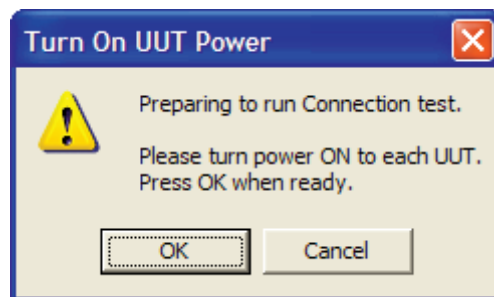 Turn On UUT Power
Preparing to run Connection test.
Please turn power ON to each UUT.
Press OK when ready.
OK
Cancel